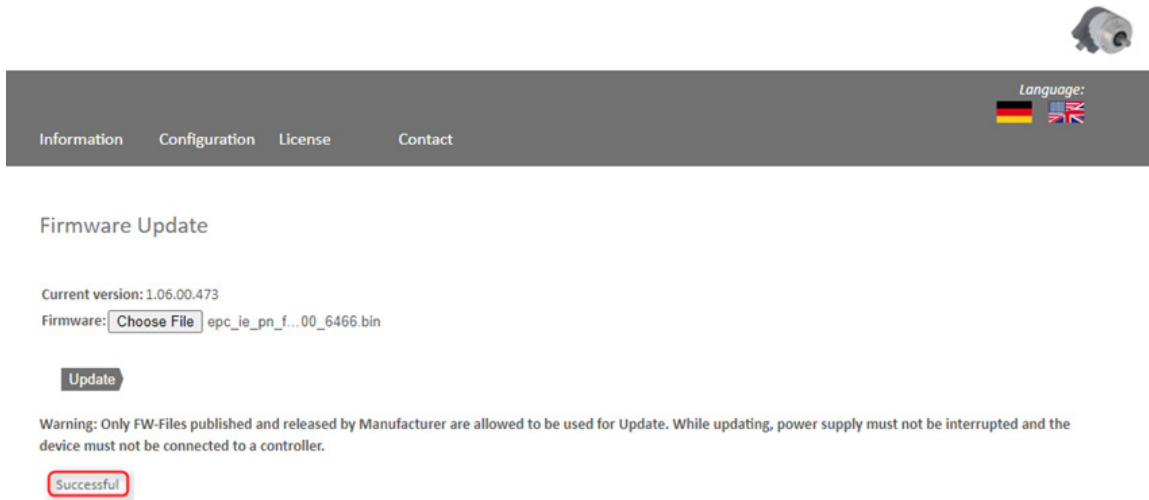 Language:
Information Configuration License Contact
Firmware Update
Current version: 1.06.00.473
Firmware: Choose File epc_ie_pn_f...00_6466.bin
Update
Warning: Only FW-Files published and released by Manufacturer are allowed to be used for Update. While updating, power supply must not be interrupted and the
device must not be connected to a controller.
Successful